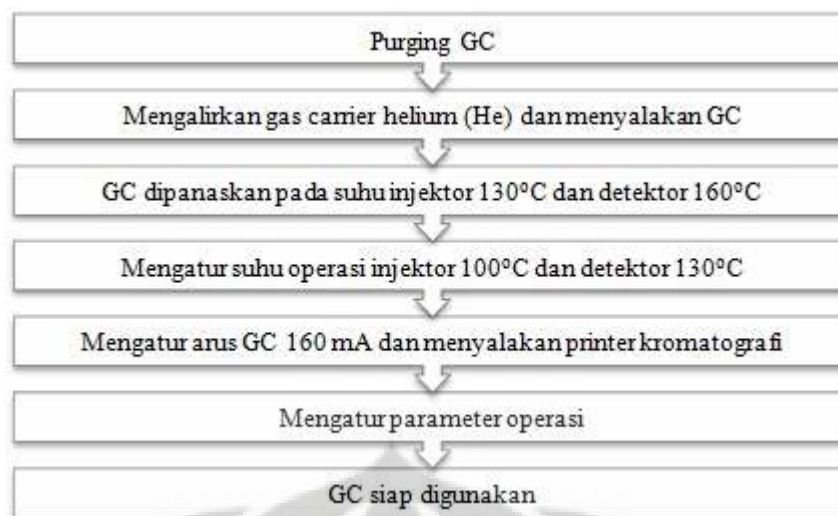 Purging GC
Mengalirkan gas carrier helium (He) dan menyalakan GC
GC dipanaskan pada suhu injektor 130°C dan detektor 160°C
Mengatur suhu operasi injektor 100°C dan detektor 130°C
Mengatur arus GC 160 mA dan menyalakan printer kromatografi
Mengatur parameter operasi
GC siap digunakan